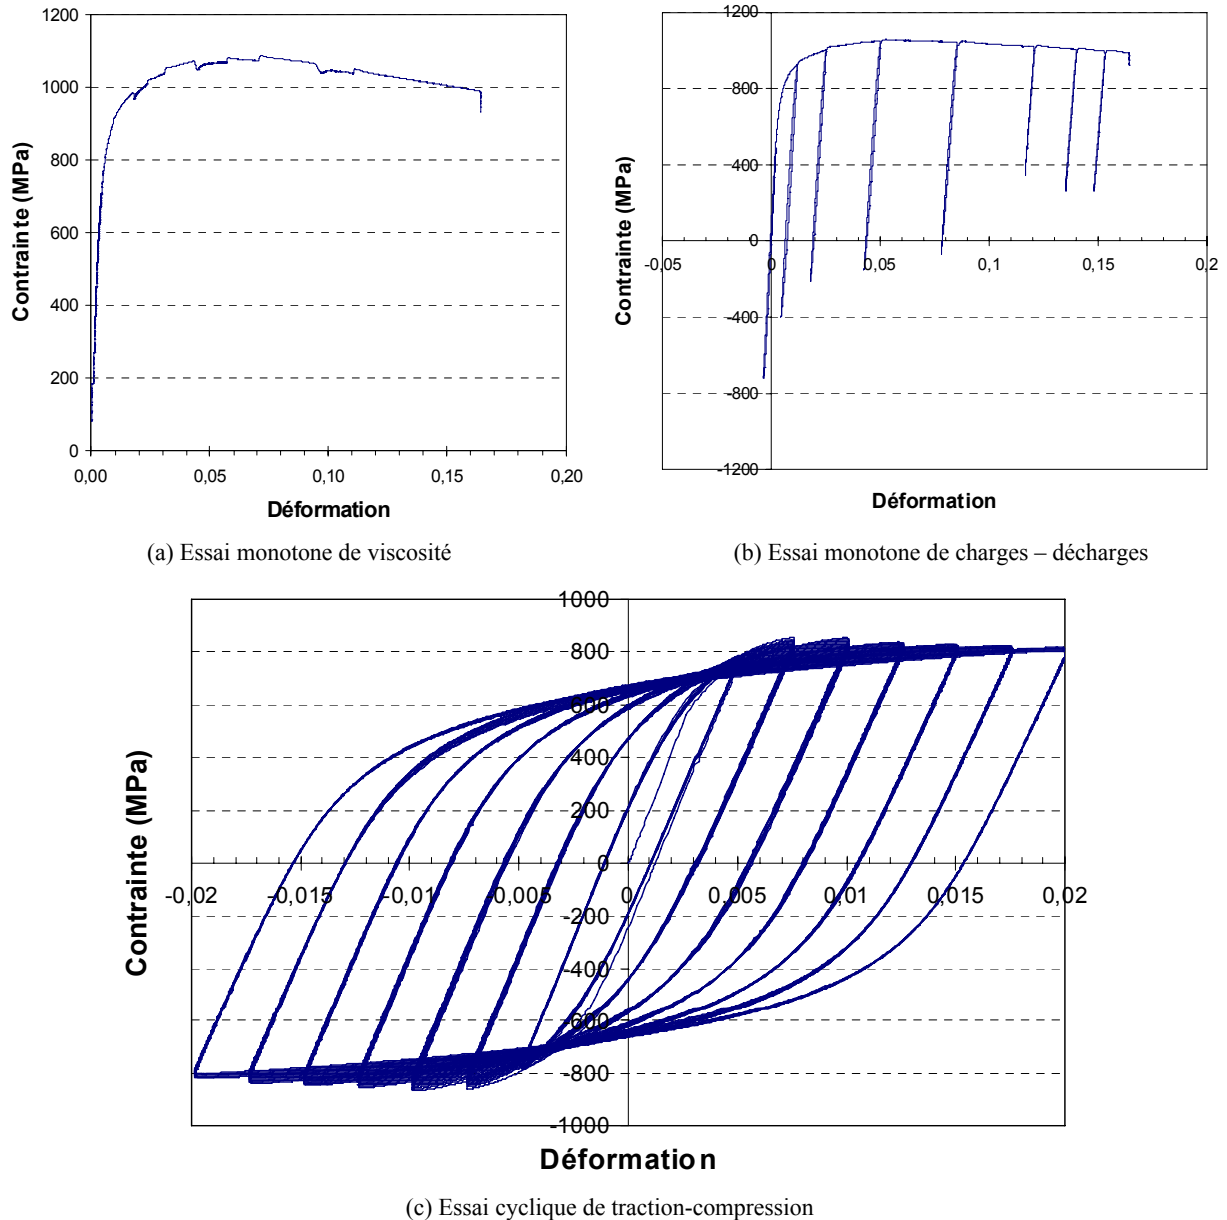 1200
1000
800
600
400
200
0
0,00 0,05 0,10 0,15 0,20
Contrainte (MPa)
Déformation
(a) Essai monotone de viscosité
1200
800
400
0
-400
-800
-1200
-0,05 0 0,05 0,1 0,15 0,2
Contrainte (MPa)
Déformation
(b) Essai monotone de charges – décharges
1000
800
600
400
200
0
-200
-400
-600
-800
-1000
-0,02 -0,015 -0,01 -0,005 0 0,005 0,01 0,015 0,02
Contrainte (MPa)
Déformation
(c) Essai cyclique de traction-compression